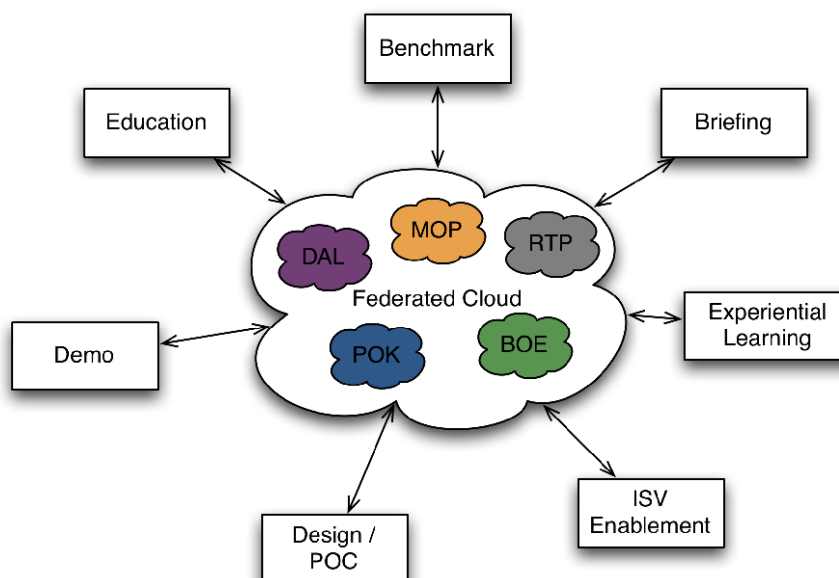 Benchmark
Education
Briefing
MOP
RTP
DAL
Federated Cloud
Experiential
Learning
Demo
POK
BOE
ISV
Enablement
Design /
POC